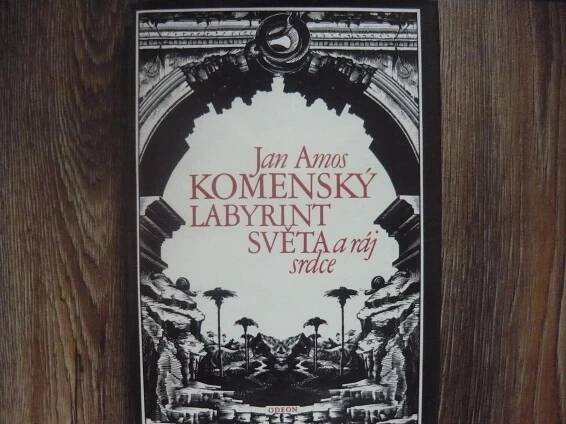 Jan Amos
KOMENSKÝ
LABYRINT
SVĚTA a ráj
srdce
ODEON